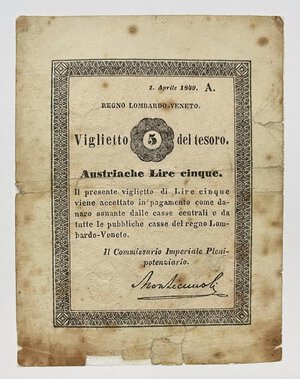 1. Aprile 1849. A.
REGNO LOMBARDO-VENETO.
Viglietto 5 del tesoro.
Austriache Lire cinque.
Il presente viglietto di Lire cinque
viene accettato in pagamento come da-
naro sonante dalle casse centrali e da
tutte le pubbliche casse del regno Lom-
bardo-Veneto.
Il Commissario Imperiale Pleni-
potenziario.
Montecuccoli